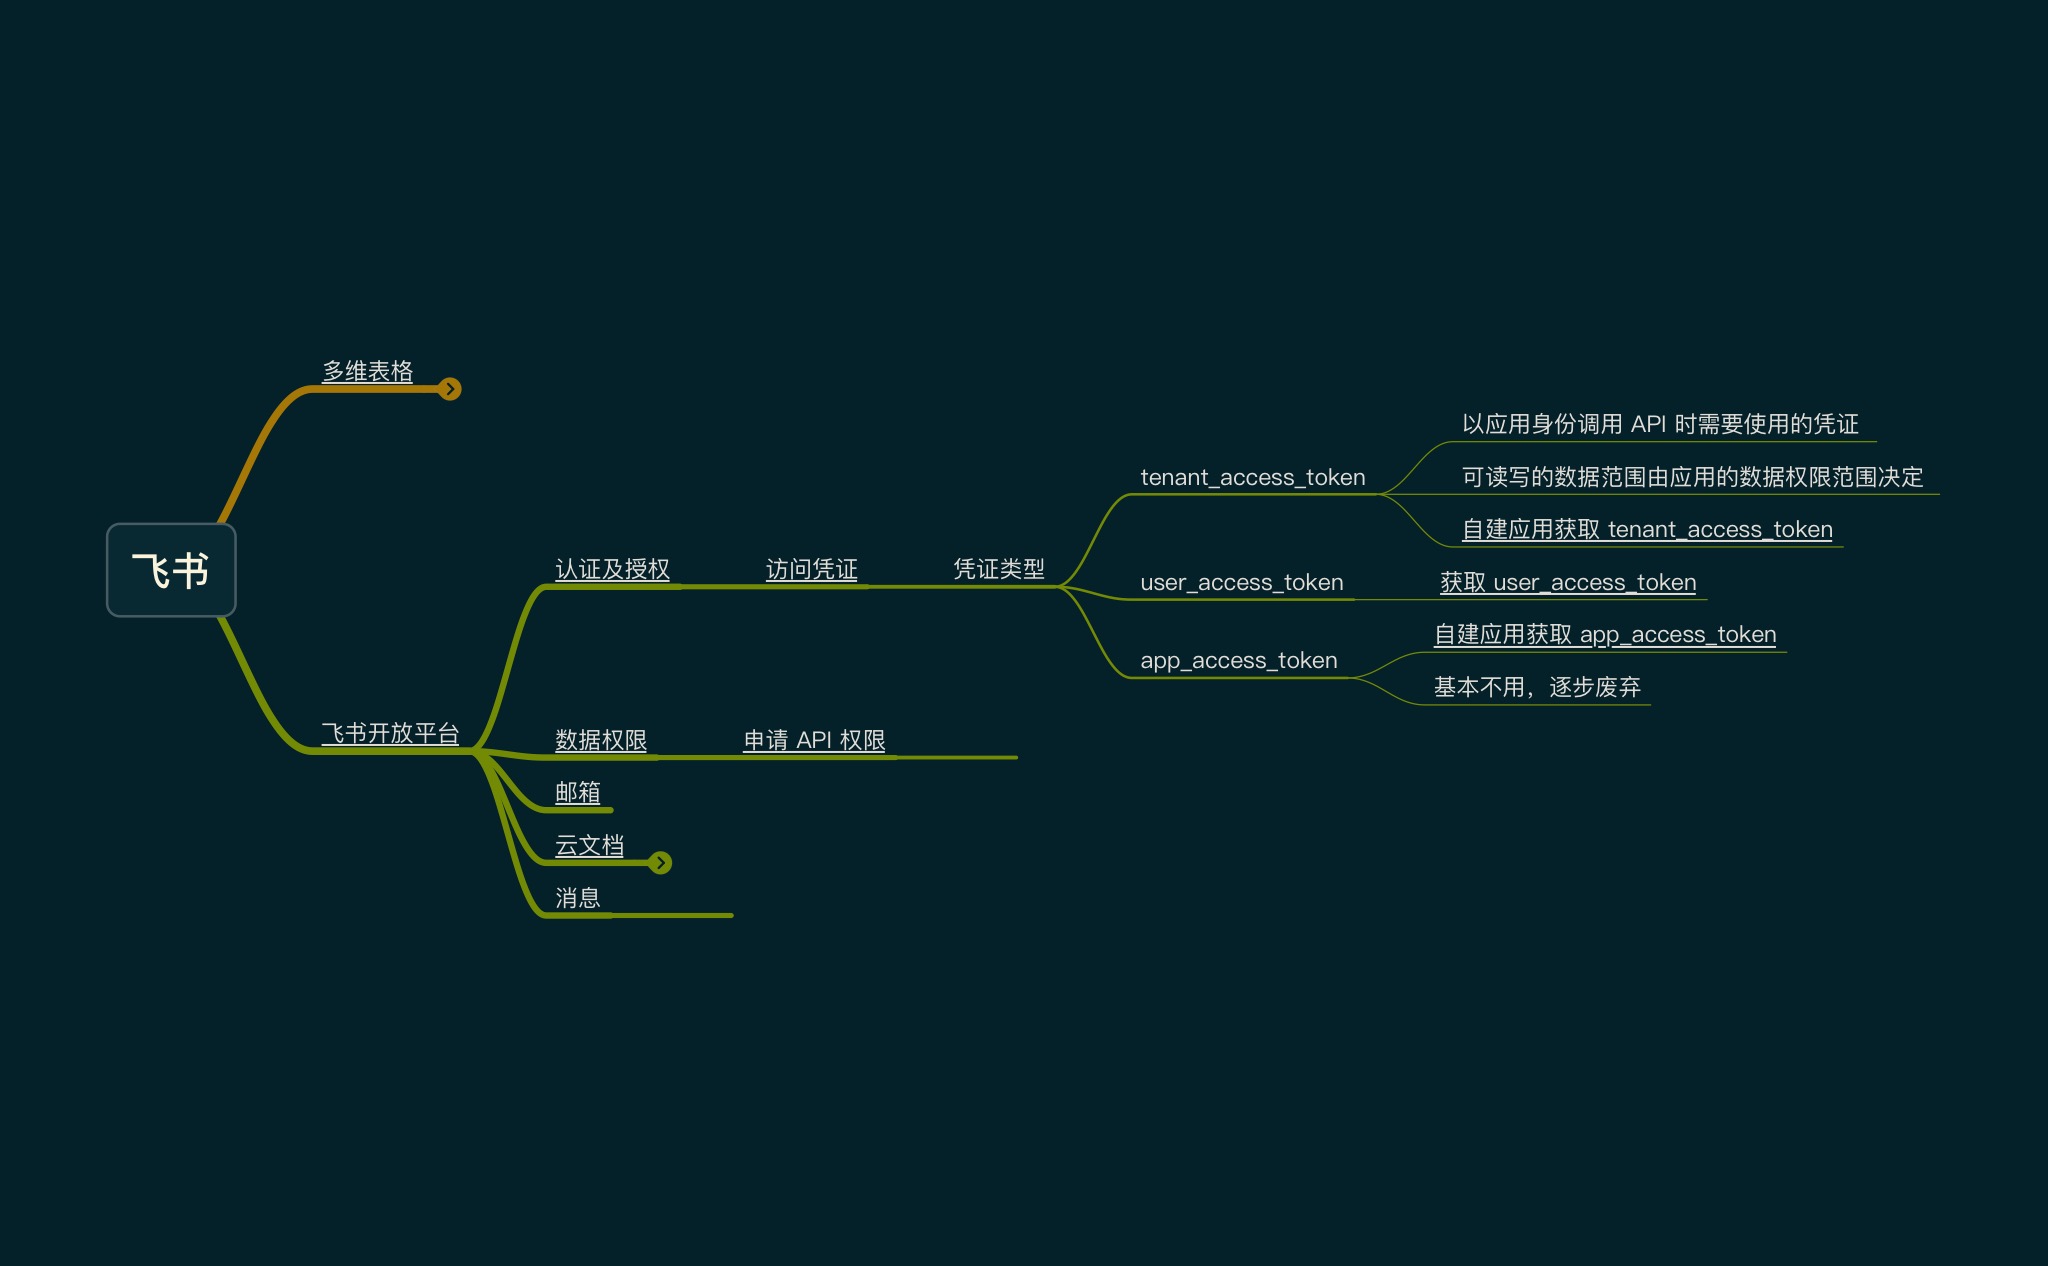 飞书
多维表格
飞书开放平台
认证及授权
访问凭证
凭证类型
tenant_access_token
以应用身份调用 API 时需要使用的凭证
可读写的数据范围由应用的数据权限范围决定
自建应用获取 tenant_access_token
user_access_token
获取 user_access_token
app_access_token
自建应用获取 app_access_token
基本不用，逐步废弃
数据权限
申请 API 权限
邮箱
云文档
消息